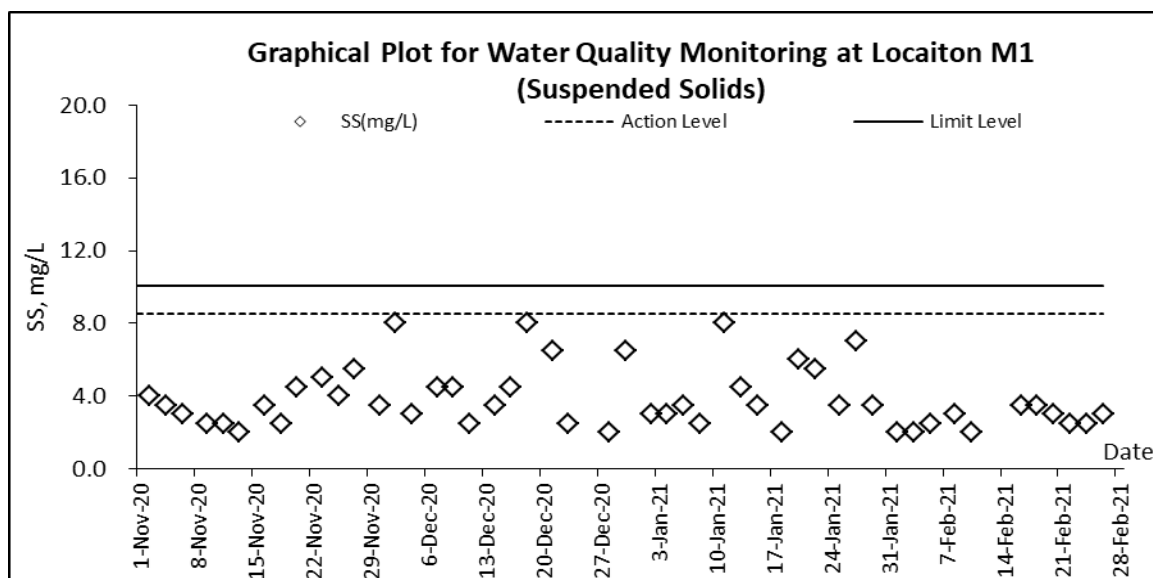 Graphical Plot for Water Quality Monitoring at Locaiton M1
(Suspended Solids)
SS(mg/L) Action Level Limit Level
SS, mg/L
20.0
16.0
12.0
8.0
4.0
0.0
Date
1-Nov-20
8-Nov-20
15-Nov-20
22-Nov-20
29-Nov-20
6-Dec-20
13-Dec-20
20-Dec-20
27-Dec-20
3-Jan-21
10-Jan-21
17-Jan-21
24-Jan-21
31-Jan-21
7-Feb-21
14-Feb-21
21-Feb-21
28-Feb-21